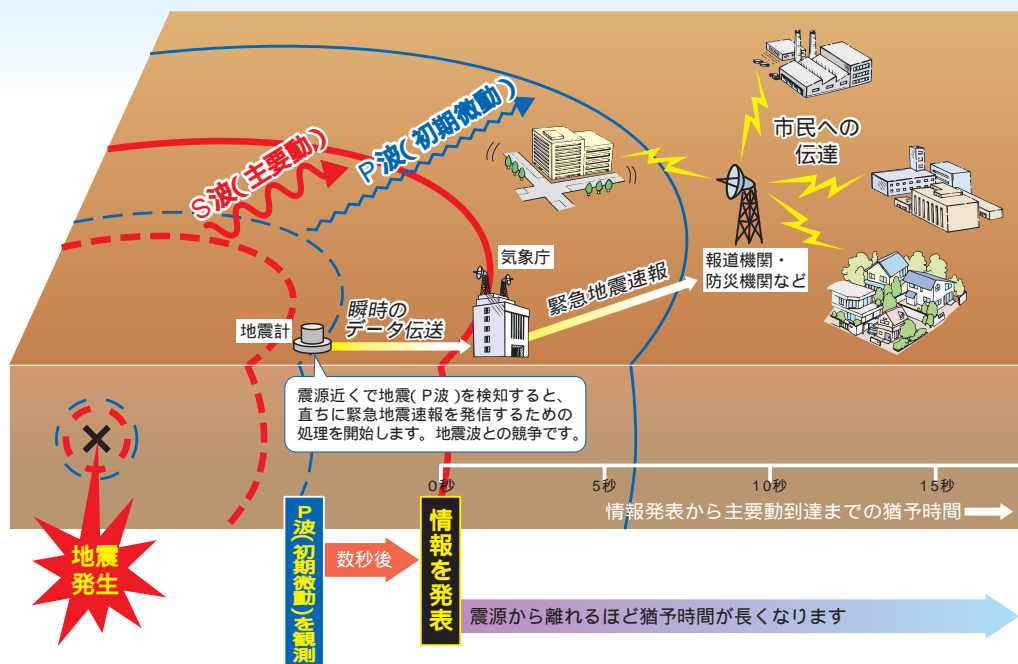 S波(主要動)
P波(初期微動)
市民への
伝達
気象庁
報道機関・
防災機関など
緊急地震速報
地震計
瞬時の
データ伝送
震源近くで地震(P波)を検知すると、
直ちに緊急地震速報を発信するための
処理を開始します。地震波との競争です。
0秒
5秒
10秒
15秒
情報発表から主要動到達までの猶予時間
地震
発生
P波(初期微動)を観測
数秒後
情報を発表
震源から離れるほど猶予時間が長くなります